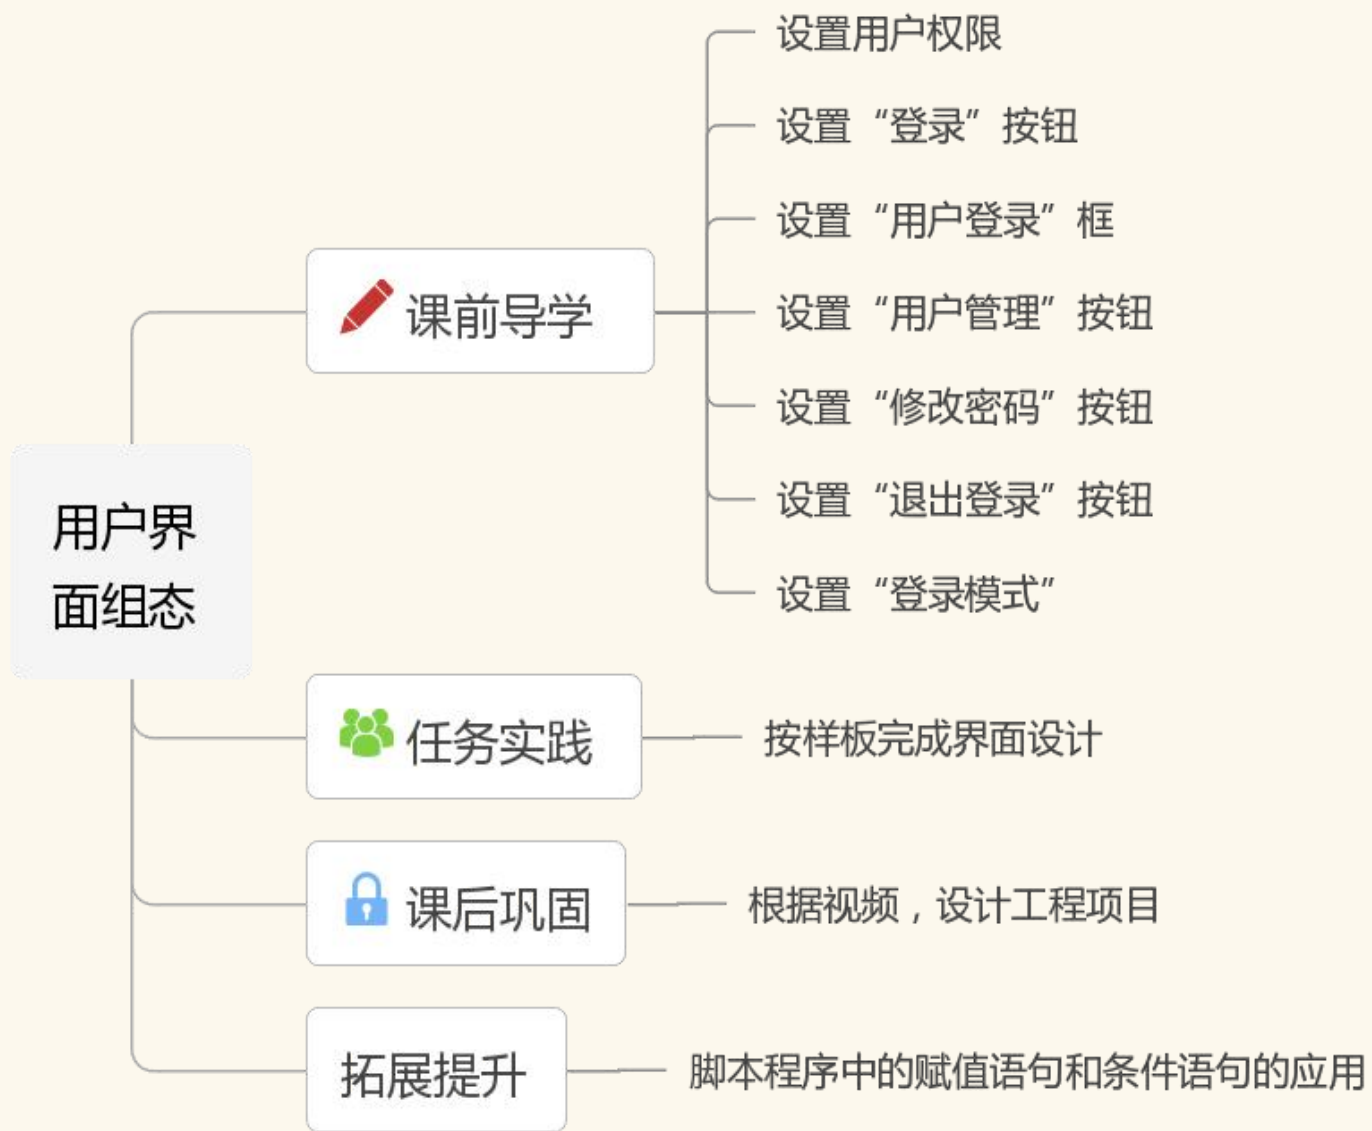 用户界
面组态
课前导学
设置用户权限
设置“登录”按钮
设置“用户登录”框
设置“用户管理”按钮
设置“修改密码”按钮
设置“退出登录”按钮
设置“登录模式”
任务实践
按样板完成界面设计
课后巩固
根据视频，设计工程项目
拓展提升
脚本程序中的赋值语句和条件语句的应用